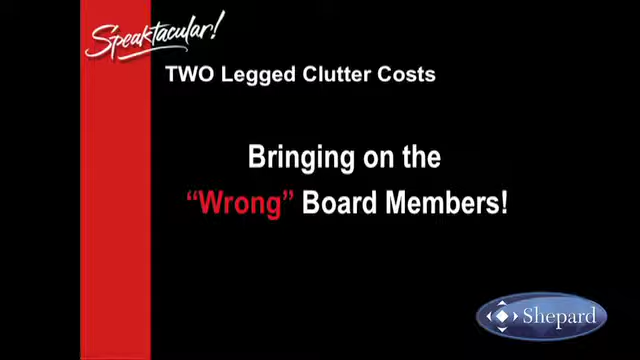 Speaktacular!
TWO Legged Clutter Costs
Bringing on the
“Wrong” Board Members!
Shepard